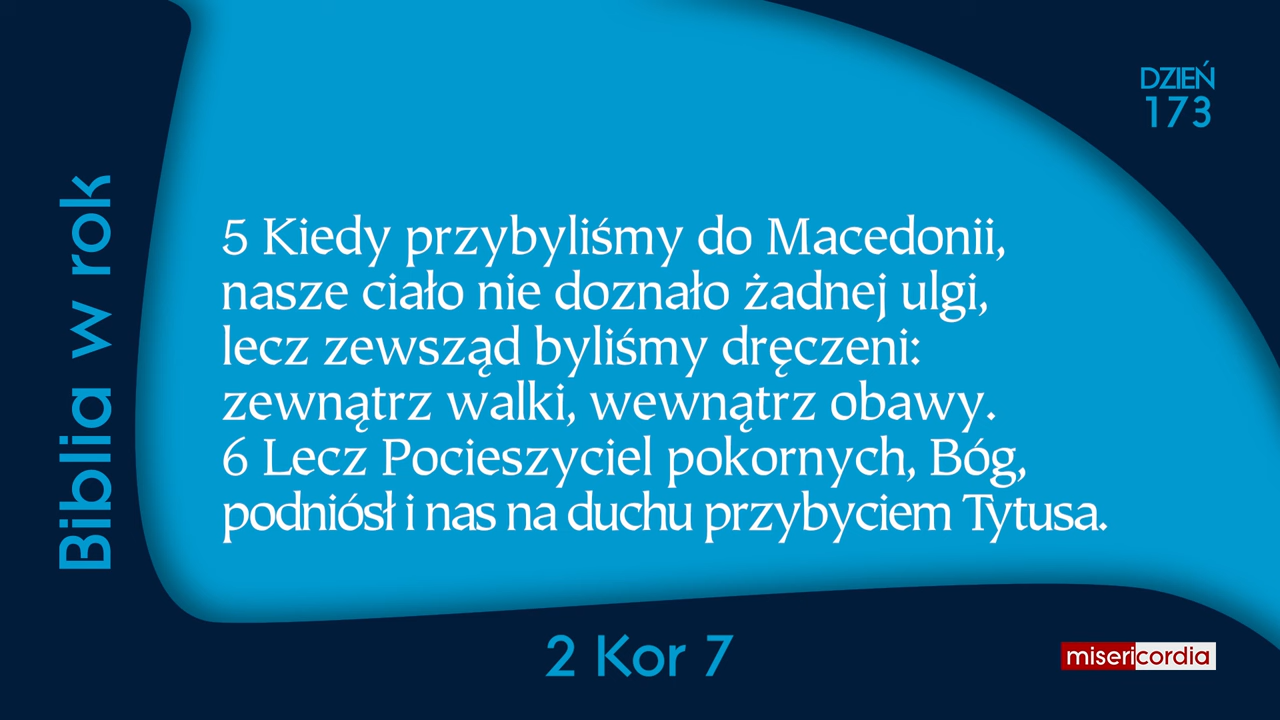 DZIEŃ
173
Biblia w rok
5 Kiedy przybyliśmy do Macedonii,
nasze ciało nie doznało żadnej ulgi,
lecz zewsząd byliśmy dręczeni:
zewnątrz walki, wewnątrz obawy.
6 Lecz Pocieszyciel pokornych, Bóg,
podniósł i nas na duchu przybyciem Tytusa.
2 Kor 7
misericordia